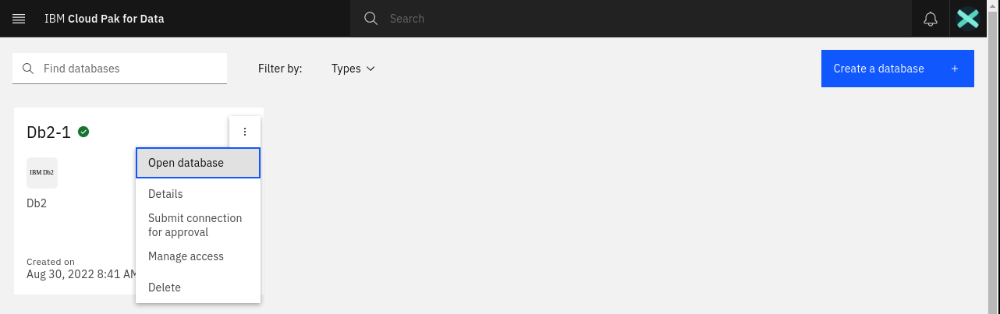 IBM Cloud Pak for Data
Search
Find databases
Filter by:
Types
Create a database +
Db2-1
Open database
IBM Db2
Details
Db2
Submit connection
for approval
Manage access
Created on
Aug 30, 2022 8:41 AM
Delete